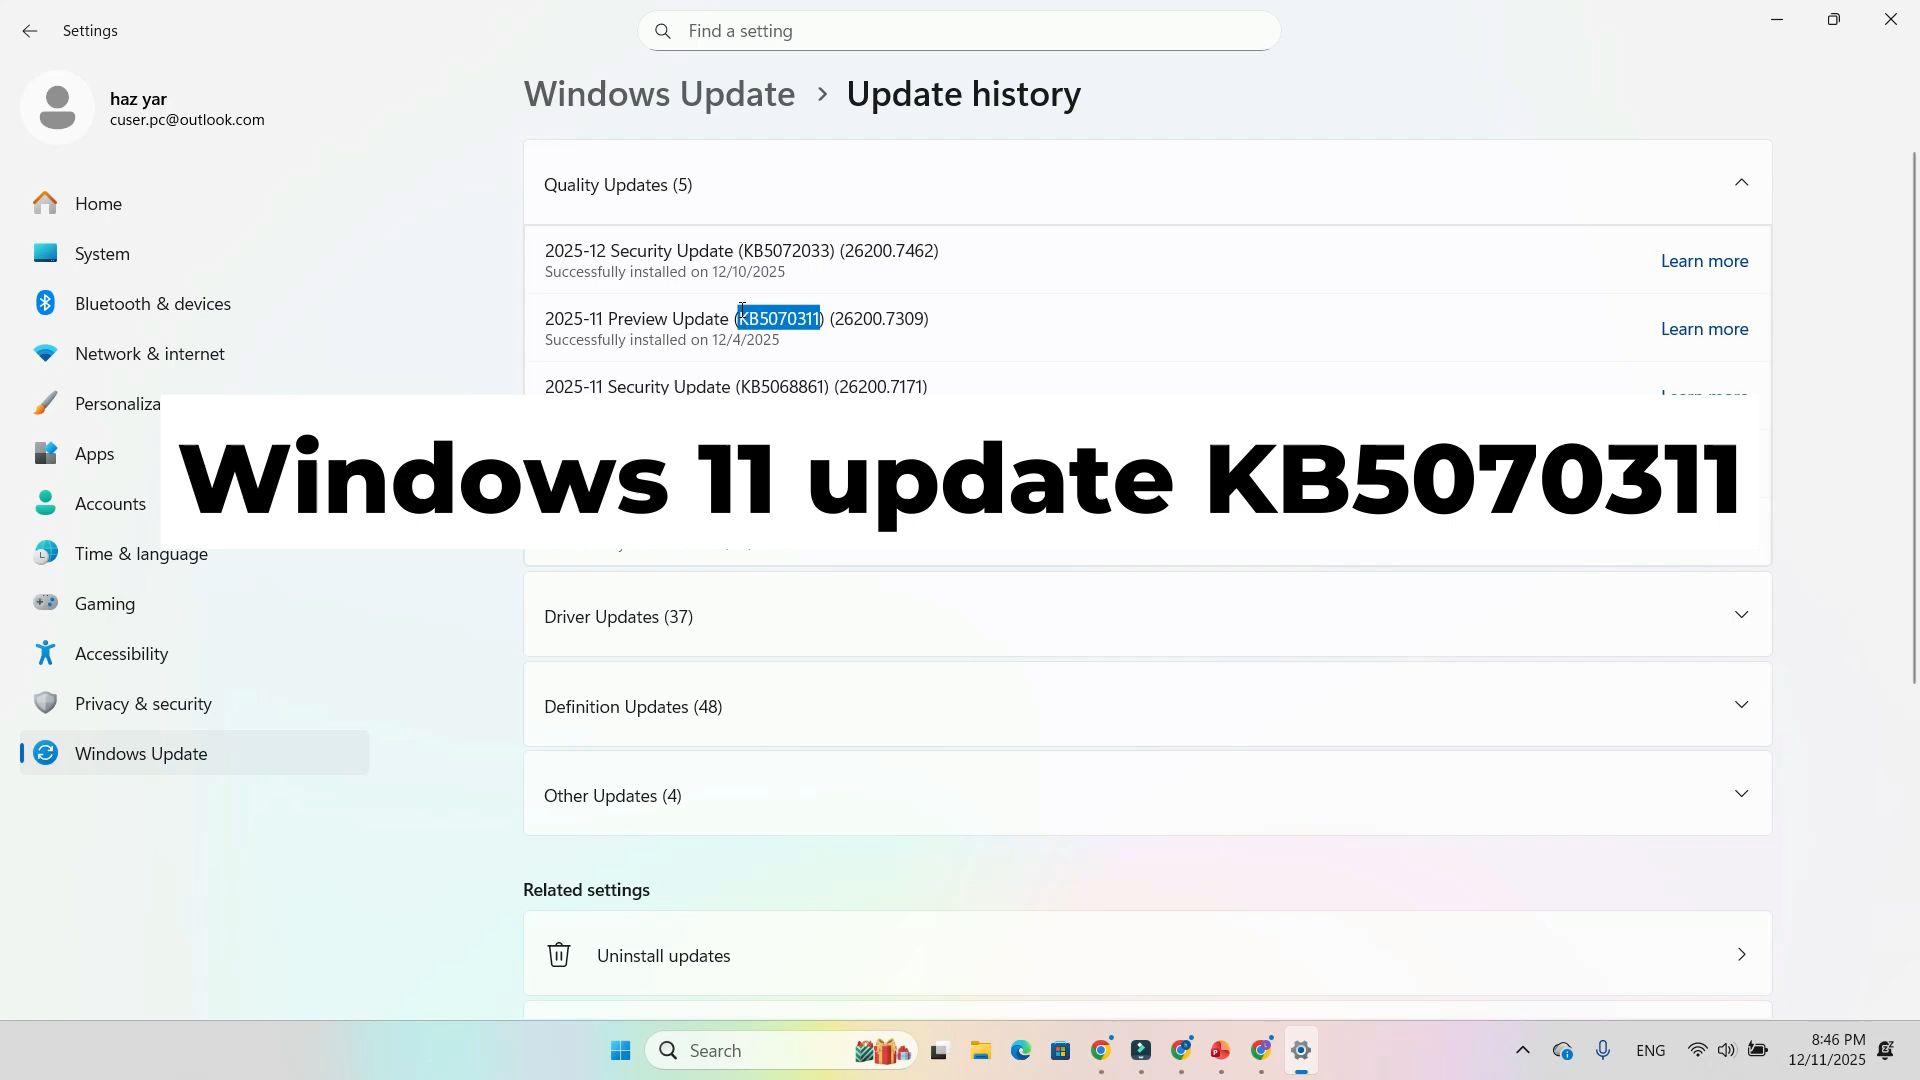 Settings
Find a setting
haz yar
cuser.pc@outlook.com
Home
System
Bluetooth & devices
Network & internet
Personaliza
Apps
Accounts
Time & language
Gaming
Accessibility
Privacy & security
Windows Update
Windows Update > Update history
Quality Updates (5)
2025-12 Security Update (KB5072033) (26200.7462)
Successfully installed on 12/10/2025
Learn more
2025-11 Preview Update (KB5070311) (26200.7309)
Successfully installed on 12/4/2025
Learn more
2025-11 Security Update (KB5068861) (26200.7171)
Learn more
Windows 11 update KB5070311
Driver Updates (37)
Definition Updates (48)
Other Updates (4)
Related settings
Uninstall updates
Search
ENG
8:46 PM
12/11/2025